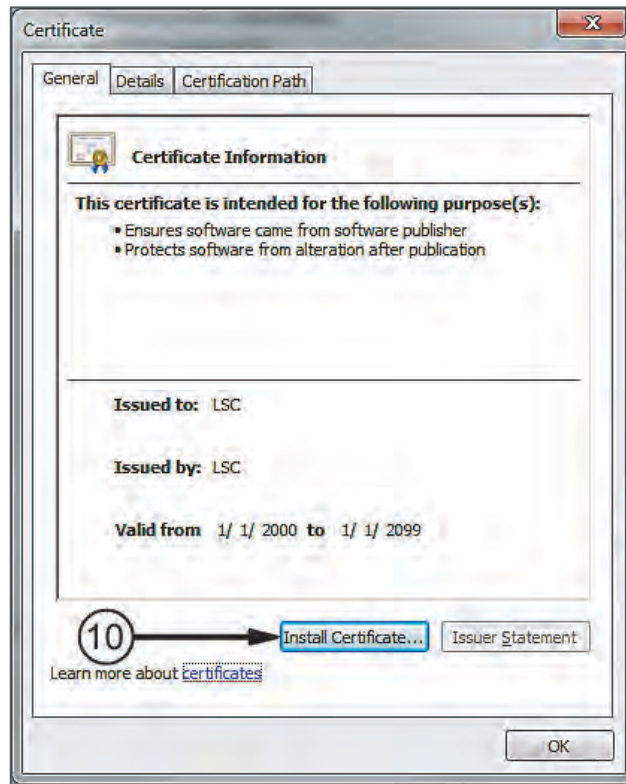 Certificate
General Details Certification Path
Certificate Information
This certificate is intended for the following purpose(s):
• Ensures software came from software publisher
• Protects software from alteration after publication
Issued to: LSC
Issued by: LSC
Valid from 1/ 1/ 2000 to 1/ 1/ 2099
10 Install Certificate... Issuer Statement
Learn more about certificates
OK